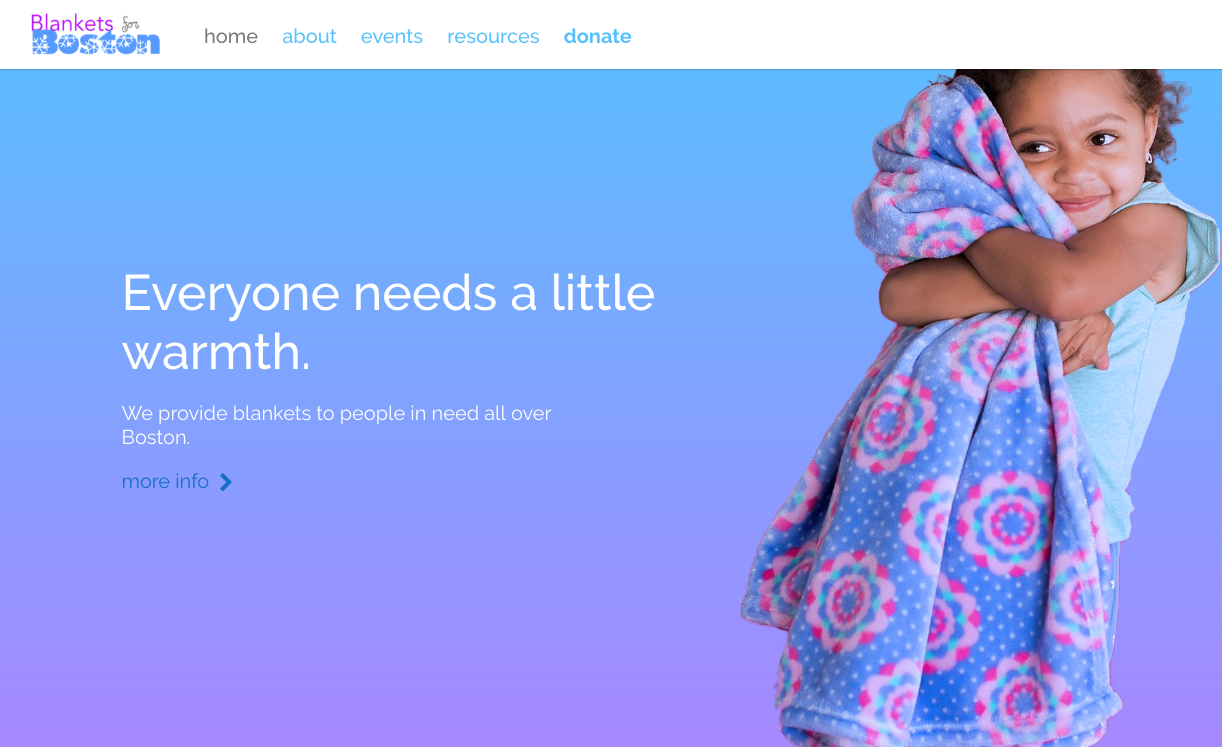 Blankets for
Boston
home about events resources donate
Everyone needs a little
warmth.
We provide blankets to people in need all over
Boston.
more info